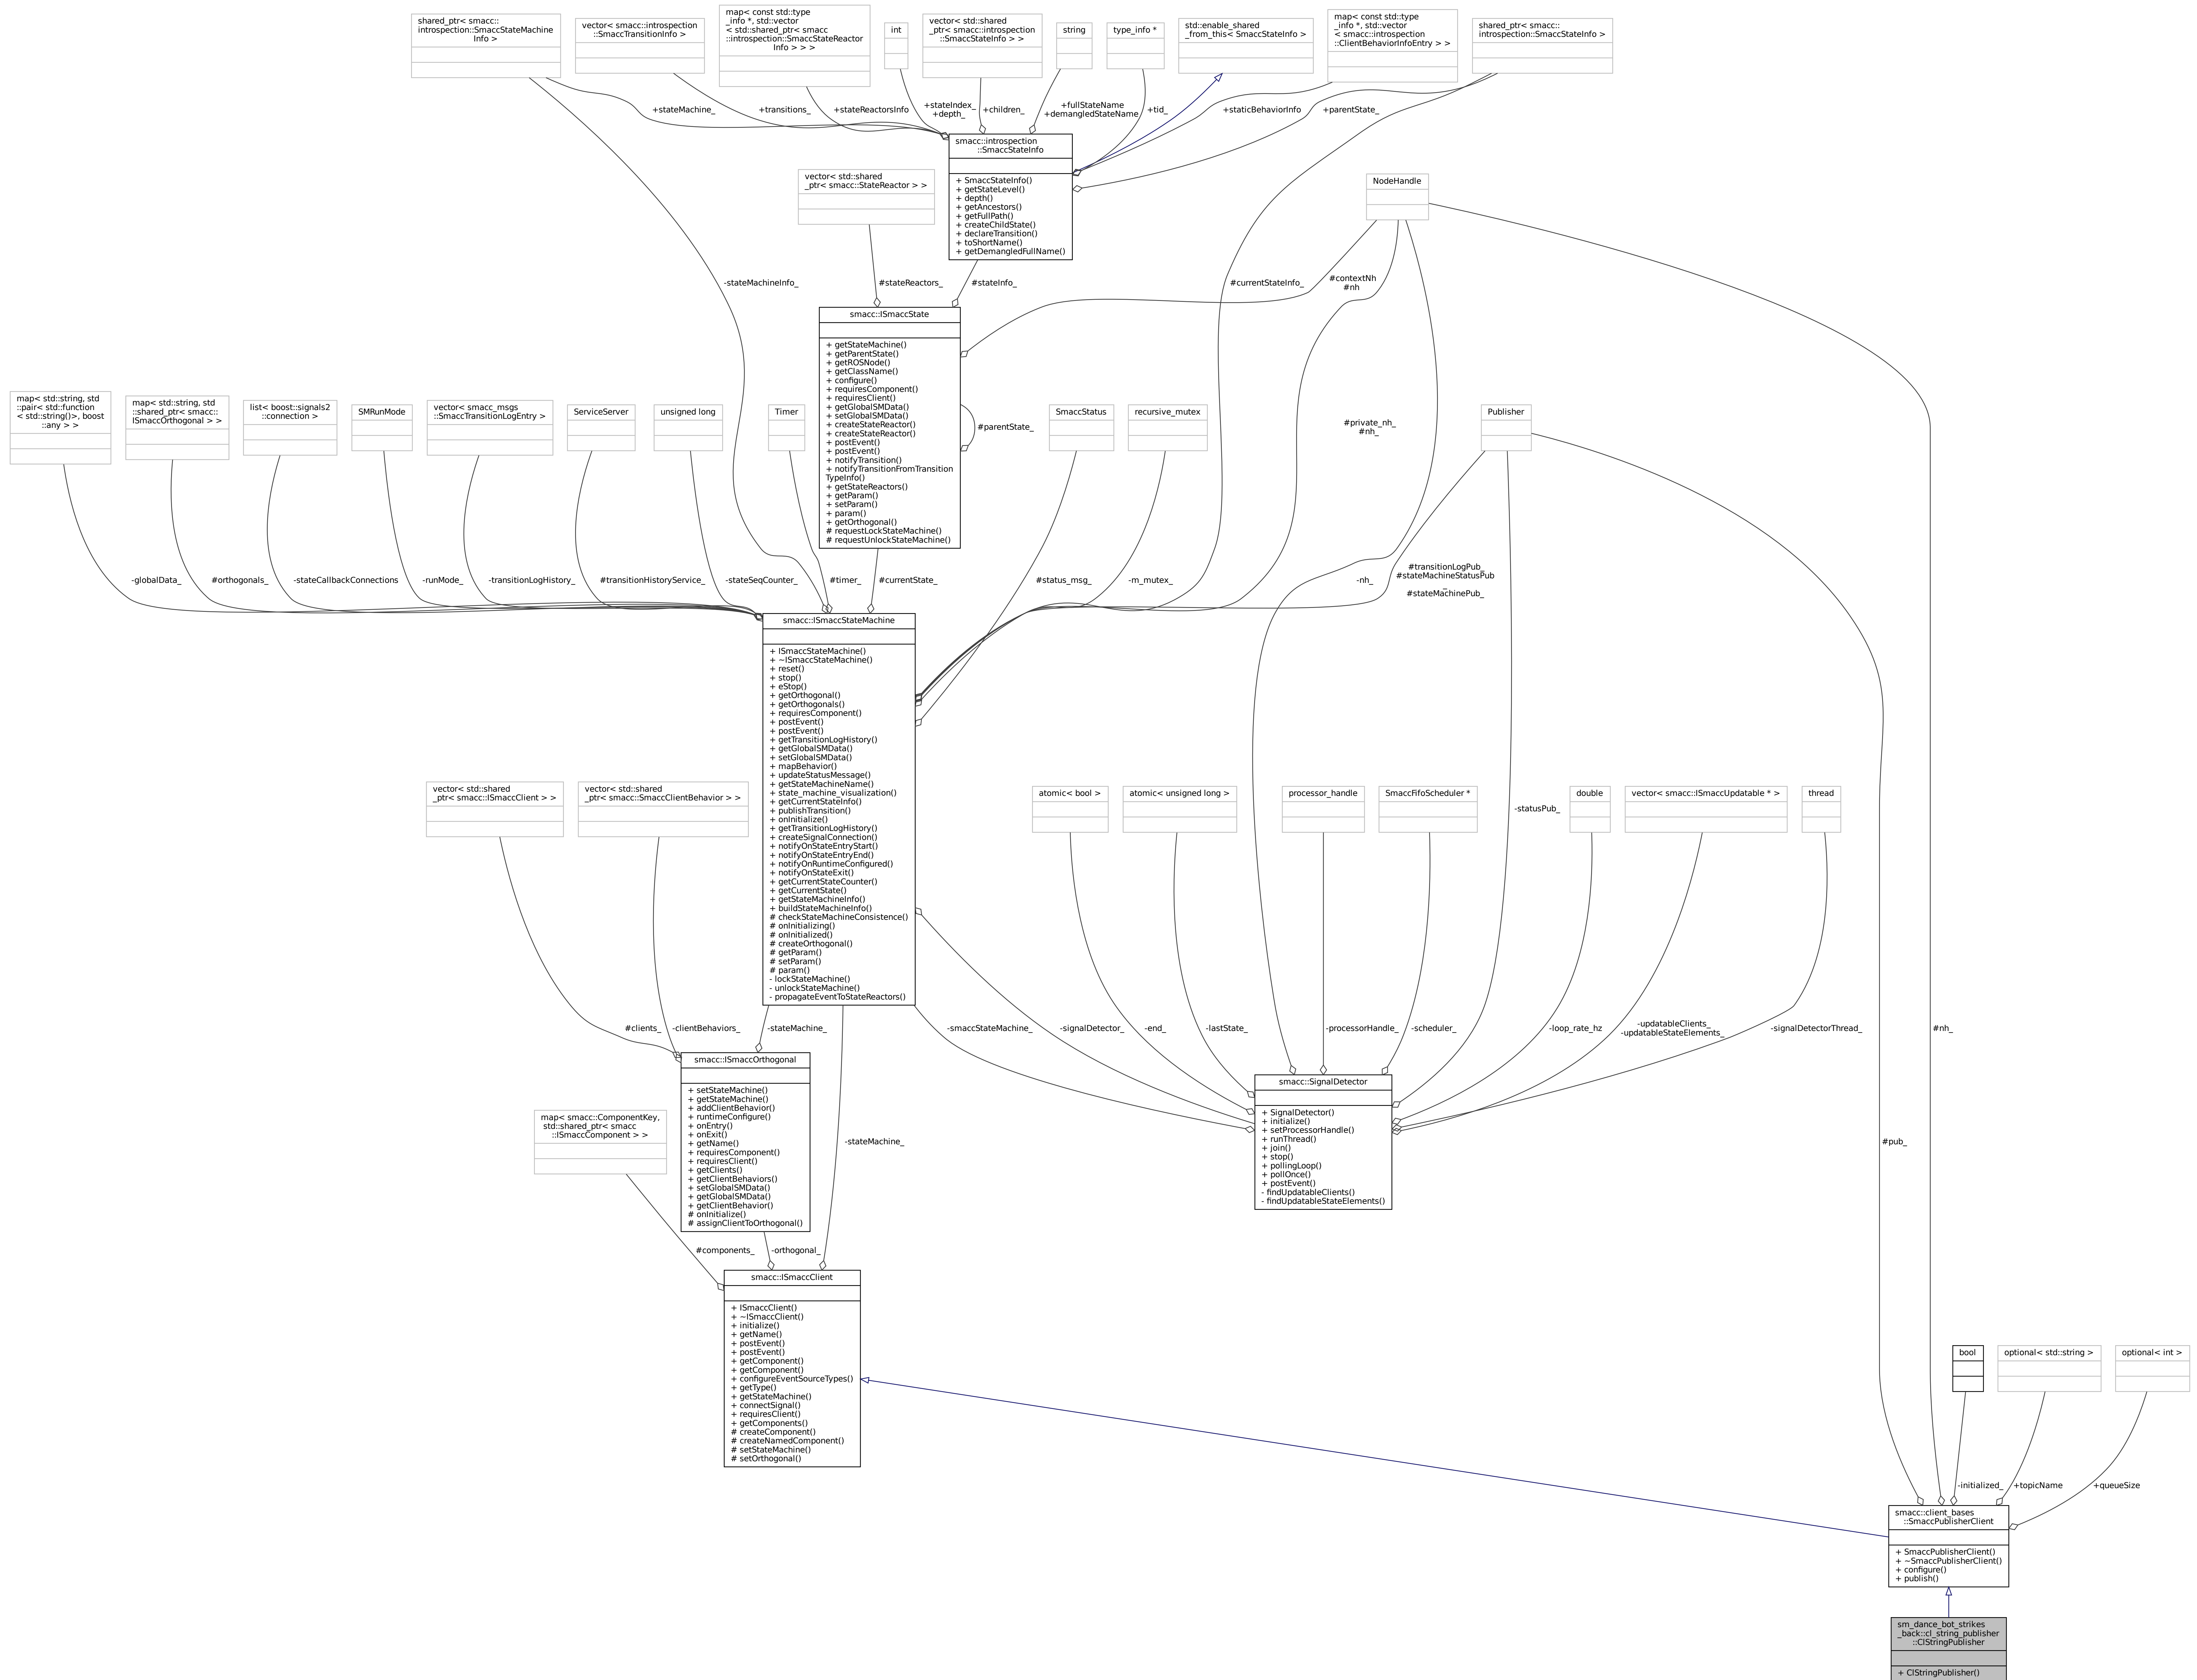 shared_ptr< smacc::
introspection::SmaccStateMachine
Info >
vector< smacc::introspection
::SmaccTransitionInfo >
map< const std::type
_info *, std::vector
< std::shared_ptr< smacc
::introspection::SmaccStateReactor
Info > > >
int
vector< std::shared
_ptr< smacc::introspection
::SmaccStateInfo > >
string
type_info *
std::enable_shared
_from_this< SmaccStateInfo >
map< const std::type
_info *, std::vector
< smacc::introspection
::ClientBehaviorInfoEntry > >
shared_ptr< smacc::
introspection::SmaccStateInfo >
+stateMachine_
+transitions_
+stateReactorsInfo
+stateIndex_
+depth_
+children_
+fullStateName
+demangledStateName
+tid_
+staticBehaviorInfo
+parentState_
smacc::introspection
::SmaccStateInfo
+ SmaccStateInfo()
+ getStateLevel()
+ depth()
+ getAncestors()
+ getFullPath()
+ createChildState()
+ declareTransition()
+ toShortName()
+ getDemangledFullName()
vector< std::shared
_ptr< smacc::StateReactor > >
NodeHandle
-stateMachineInfo_
#stateReactors_
#stateInfo_
#currentStateInfo_
#contextNh
#nh
smacc::ISmaccState
+ getStateMachine()
+ getParentState()
+ getROSNode()
+ getClassName()
+ configure()
+ requiresComponent()
+ requiresClient()
+ getGlobalSMData()
+ setGlobalSMData()
+ createStateReactor()
+ createStateReactor()
+ postEvent()
+ postEvent()
+ notifyTransition()
+ notifyTransitionFromTransition
TypeInfo()
+ getStateReactors()
+ getParam()
+ setParam()
+ param()
+ getOrthogonal()
# requestLockStateMachine()
# requestUnlockStateMachine()
#parentState_
map< std::string, std
::pair< std::function
< std::string()>, boost
::any > >
map< std::string, std
::shared_ptr< smacc::
ISmaccOrthogonal > >
list< boost::signals2
::connection >
SMRunMode
vector< smacc_msgs
::SmaccTransitionLogEntry >
ServiceServer
unsigned long
Timer
SmaccStatus
recursive_mutex
#private_nh_
#nh_
Publisher
-globalData_
#orthogonals_
-stateCallbackConnections
-runMode_
-transitionLogHistory_
#transitionHistoryService_
-stateSeqCounter_
#timer_
#currentState_
#status_msg_
-m_mutex_
-nh_
#transitionLogPub_
#stateMachineStatusPub
_
#stateMachinePub_
smacc::ISmaccStateMachine
+ ISmaccStateMachine()
+ ~ISmaccStateMachine()
+ reset()
+ stop()
+ eStop()
+ getOrthogonal()
+ getOrthogonals()
+ requiresComponent()
+ postEvent()
+ postEvent()
+ getTransitionLogHistory()
+ getGlobalSMData()
+ setGlobalSMData()
+ mapBehavior()
+ updateStatusMessage()
+ getStateMachineName()
+ state_machine_visualization()
+ getCurrentStateInfo()
+ publishTransition()
+ onInitialize()
+ getTransitionLogHistory()
+ createSignalConnection()
+ notifyOnStateEntryStart()
+ notifyOnStateEntryEnd()
+ notifyOnRuntimeConfigured()
+ notifyOnStateExit()
+ getCurrentStateCounter()
+ getCurrentState()
+ getStateMachineInfo()
+ buildStateMachineInfo()
# checkStateMachineConsistence()
# onInitializing()
# onInitialized()
# createOrthogonal()
# getParam()
# setParam()
# param()
- lockStateMachine()
- unlockStateMachine()
- propagateEventToStateReactors()
vector< std::shared
_ptr< smacc::ISmaccClient > >
vector< std::shared
_ptr< smacc::SmaccClientBehavior > >
atomic< bool >
atomic< unsigned long >
processor_handle
SmaccFifoScheduler *
-statusPub_
double
vector< smacc::ISmaccUpdatable * >
thread
#clients_
-clientBehaviors_
-stateMachine_
-smaccStateMachine_
-signalDetector_
-end_
-lastState_
-processorHandle_
-scheduler_
-loop_rate_hz
-updatableClients_
-updatableStateElements_
-signalDetectorThread_
#nh_
smacc::ISmaccOrthogonal
+ setStateMachine()
+ getStateMachine()
+ addClientBehavior()
+ runtimeConfigure()
+ onEntry()
+ onExit()
+ getName()
+ requiresComponent()
+ requiresClient()
+ getClients()
+ getClientBehaviors()
+ setGlobalSMData()
+ getGlobalSMData()
+ getClientBehavior()
# onInitialize()
# assignClientToOrthogonal()
smacc::SignalDetector
+ SignalDetector()
+ initialize()
+ setProcessorHandle()
+ runThread()
+ join()
+ stop()
+ pollingLoop()
+ pollOnce()
+ postEvent()
- findUpdatableClients()
- findUpdatableStateElements()
map< smacc::ComponentKey,
std::shared_ptr< smacc
::ISmaccComponent > >
-stateMachine_
#pub_
#components_
-orthogonal_
smacc::ISmaccClient
+ ISmaccClient()
+ ~ISmaccClient()
+ initialize()
+ getName()
+ postEvent()
+ postEvent()
+ getComponent()
+ getComponent()
+ configureEventSourceTypes()
+ getType()
+ getStateMachine()
+ connectSignal()
+ requiresClient()
+ getComponents()
# createComponent()
# createNamedComponent()
# setStateMachine()
# setOrthogonal()
bool
optional< std::string >
optional< int >
-initialized_
+topicName
+queueSize
smacc::client_bases
::SmaccPublisherClient
+ SmaccPublisherClient()
+ ~SmaccPublisherClient()
+ configure()
+ publish()
sm_dance_bot_strikes
_back::cl_string_publisher
::ClStringPublisher
+ ClStringPublisher()